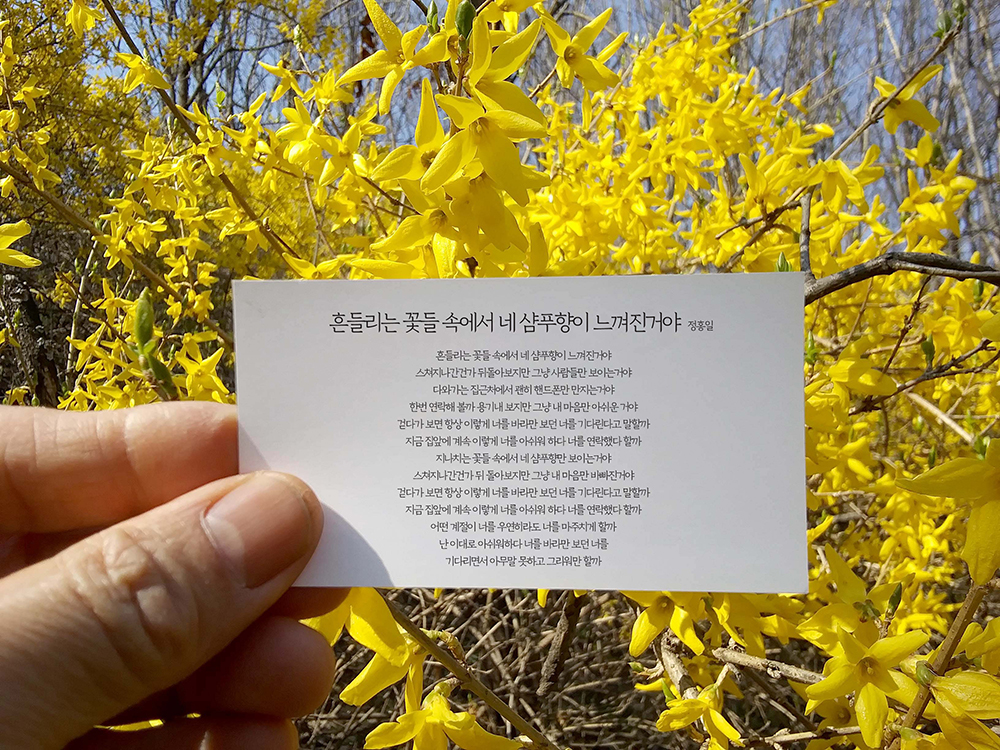 흔들리는 꽃들 속에서 네 샴푸향이 느껴진거야 정홍일
흔들리는 꽃들 속에서 네 샴푸향이 느껴진거야
스쳐지나간건가 뒤돌아보지만 그냥 사람들만 보이는거야
다와가는 집근처에서 괜히 핸드폰만 만지는거야
한번 연락해 볼까 용기내 보지만 그냥 내 마음만 아쉬운 거야
걷다가 보면 항상 이렇게 너를 바라만 보던 너를 기다린다고 말할까
지금 집앞에 계속 이렇게 너를 아쉬워 하다 너를 연락했다 할까
지나치는 꽃들 속에서 네 샴푸향만 보이는거야
스쳐지나간건가 뒤 돌아보지만 그냥 내 마음만 바빠진거야
걷다가 보면 항상 이렇게 너를 바라만 보던 너를 기다린다고 말할까
지금 집앞에 계속 이렇게 너를 아쉬워 하다 너를 연락했다 할까
어떤 계절이 너를 우연히라도 너를 마주치게 할까
난 이대로 아쉬워하다 너를 바라만 보던 너를
기다리면서 아무말 못하고 그리워만 할까